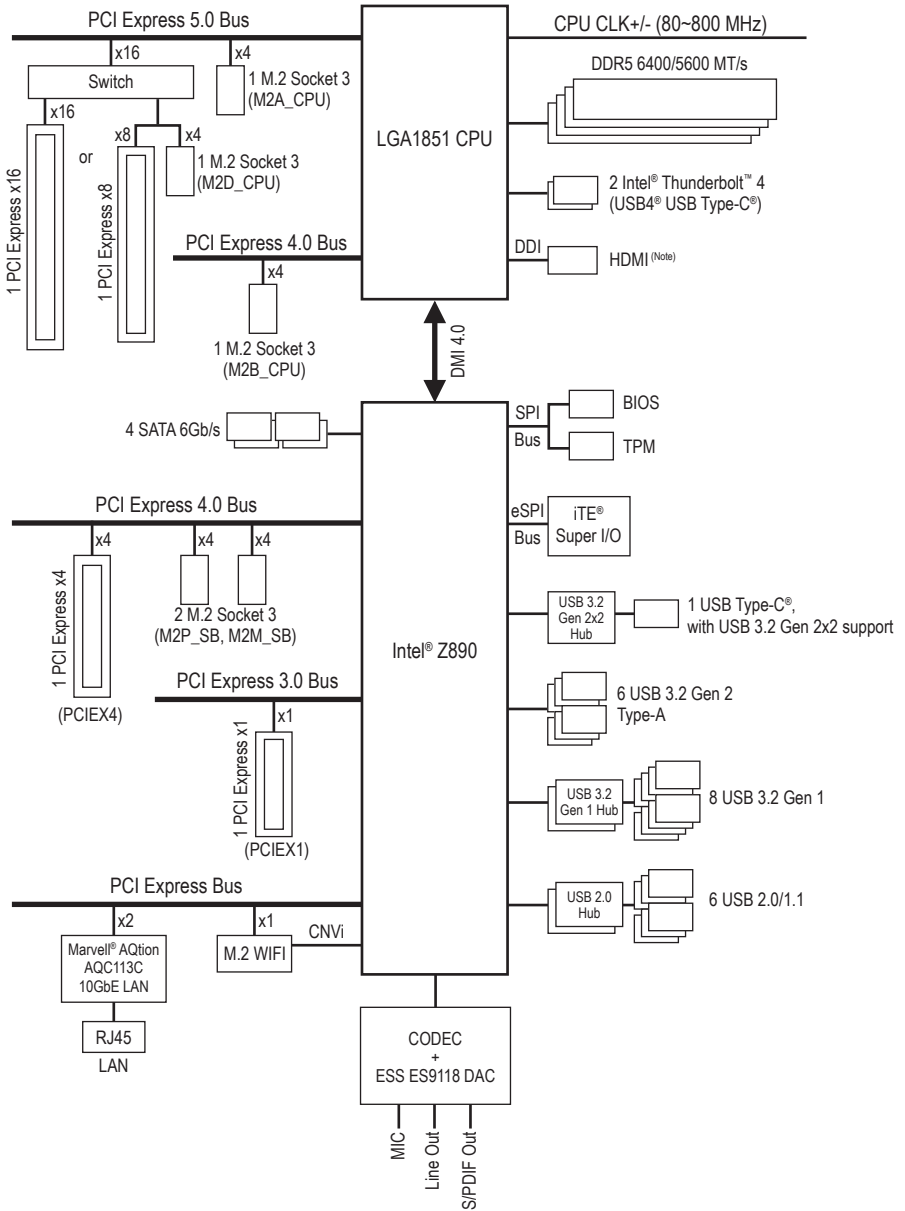 PCI Express 5.0 Bus
CPU CLK+/- (80~800 MHz)
x16
x4
Switch
1 M.2 Socket 3
(M2A_CPU)
DDR5 6400/5600 MT/s
LGA1851 CPU
x16
or
x8
x4
1 M.2 Socket 3
(M2D_CPU)
1 PCI Express x16
1 PCI Express x8
2 Intel® Thunderbolt™ 4
(USB4® USB Type-C®)
PCI Express 4.0 Bus
DDI
HDMI (Note)
x4
1 M.2 Socket 3
(M2B_CPU)
DMI 4.0
4 SATA 6Gb/s
SPI
Bus
BIOS
TPM
PCI Express 4.0 Bus
x4
x4
x4
eSPI
Bus
iTE®
Super I/O
1 PCI Express x4
2 M.2 Socket 3
(M2P_SB, M2M_SB)
(PCIEX4)
USB 3.2
Gen 2x2
Hub
1 USB Type-C®,
with USB 3.2 Gen 2x2 support
Intel® Z890
PCI Express 3.0 Bus
x1
1 PCI Express x1
(PCIEX1)
6 USB 3.2 Gen 2
Type-A
USB 3.2
Gen 1 Hub
8 USB 3.2 Gen 1
PCI Express Bus
x2
x1
CNVi
Marvell® AQtion
AQC113C
10GbE LAN
M.2 WIFI
RJ45
LAN
USB 2.0
Hub
6 USB 2.0/1.1
CODEC
+
ESS ES9118 DAC
MIC
Line Out
S/PDIF Out